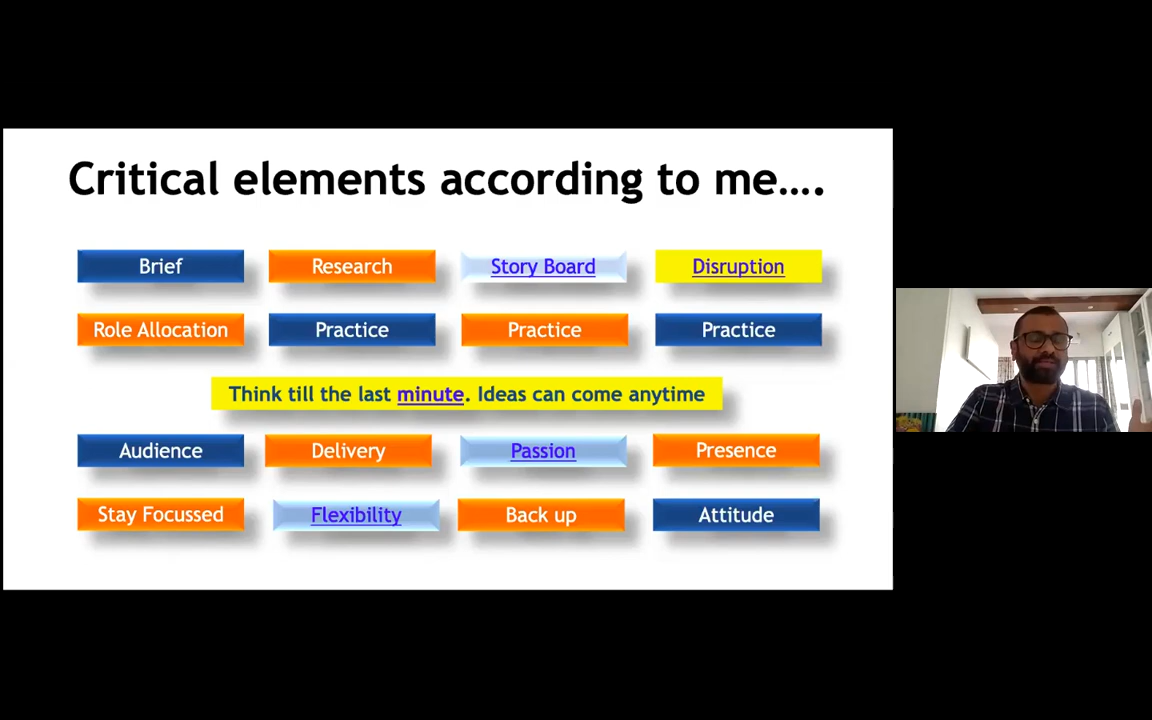 Critical elements according to me....
Brief Research Story Board Disruption
Role Allocation Practice Practice Practice
Think till the last minute. Ideas can come anytime
Audience Delivery Passion Presence
Stay Focussed Flexibility Back up Attitude